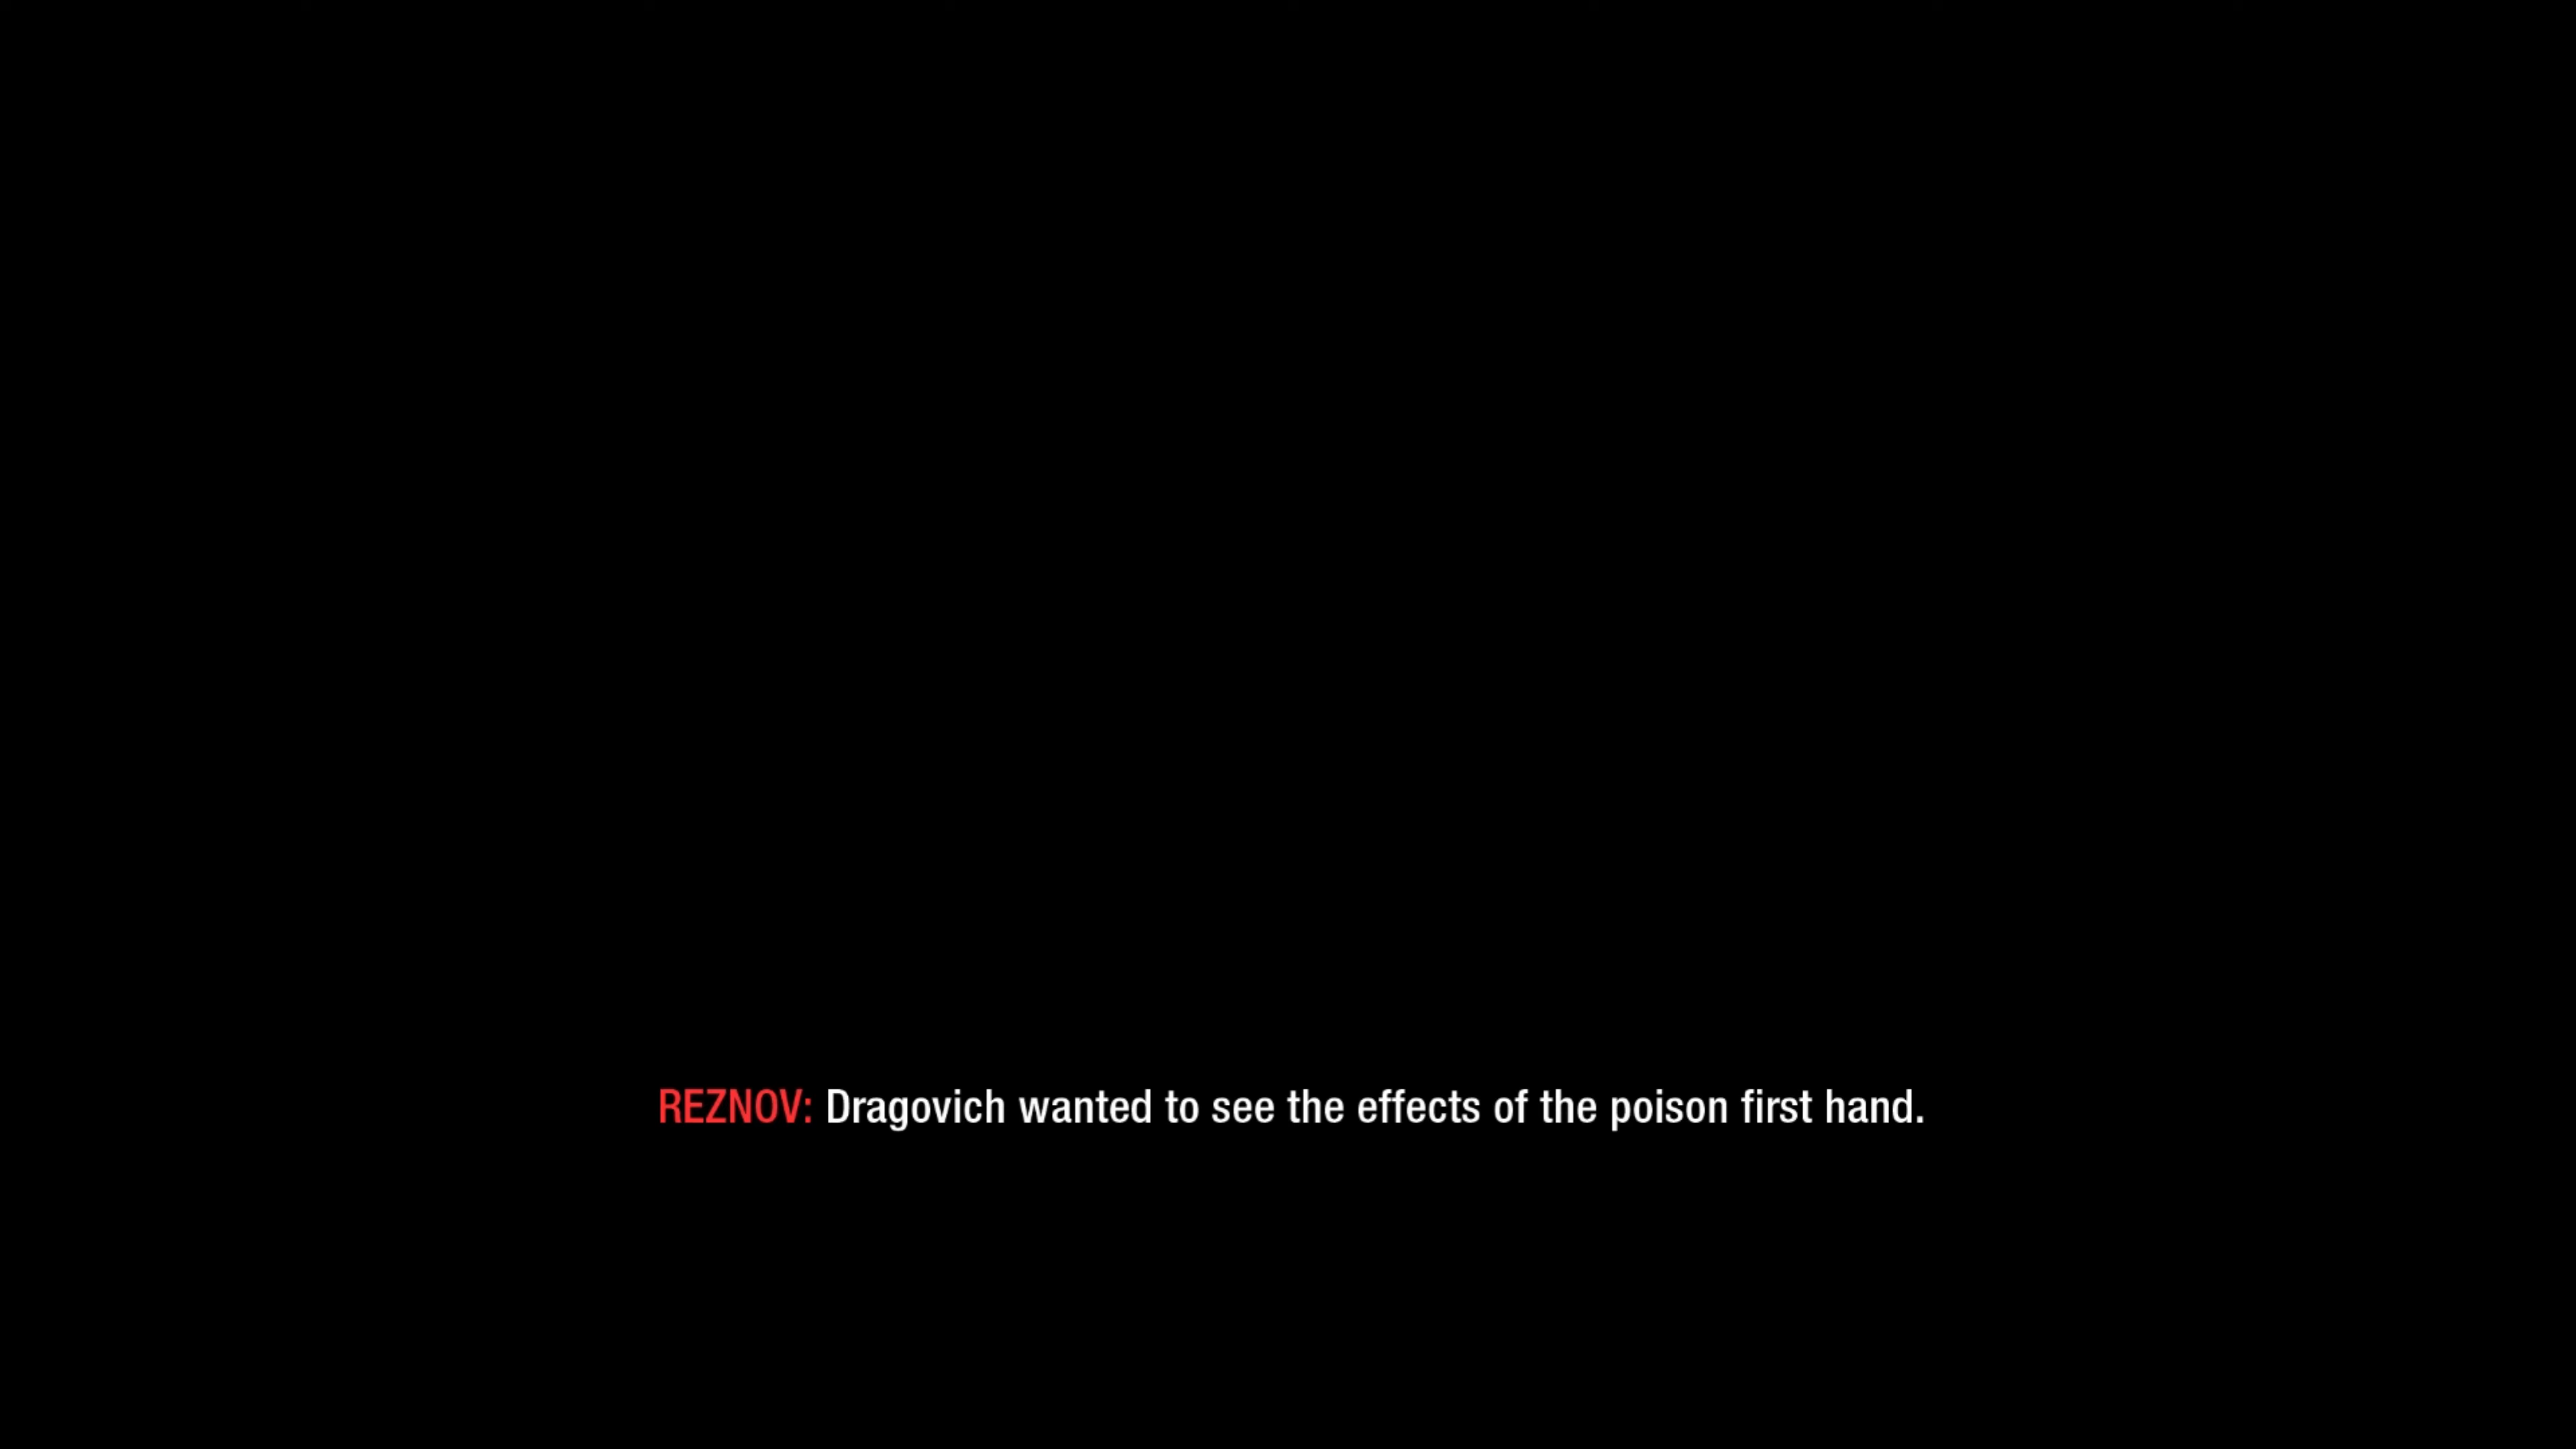 REZNOV: Dragovich wanted to see the effects of the poison first hand.